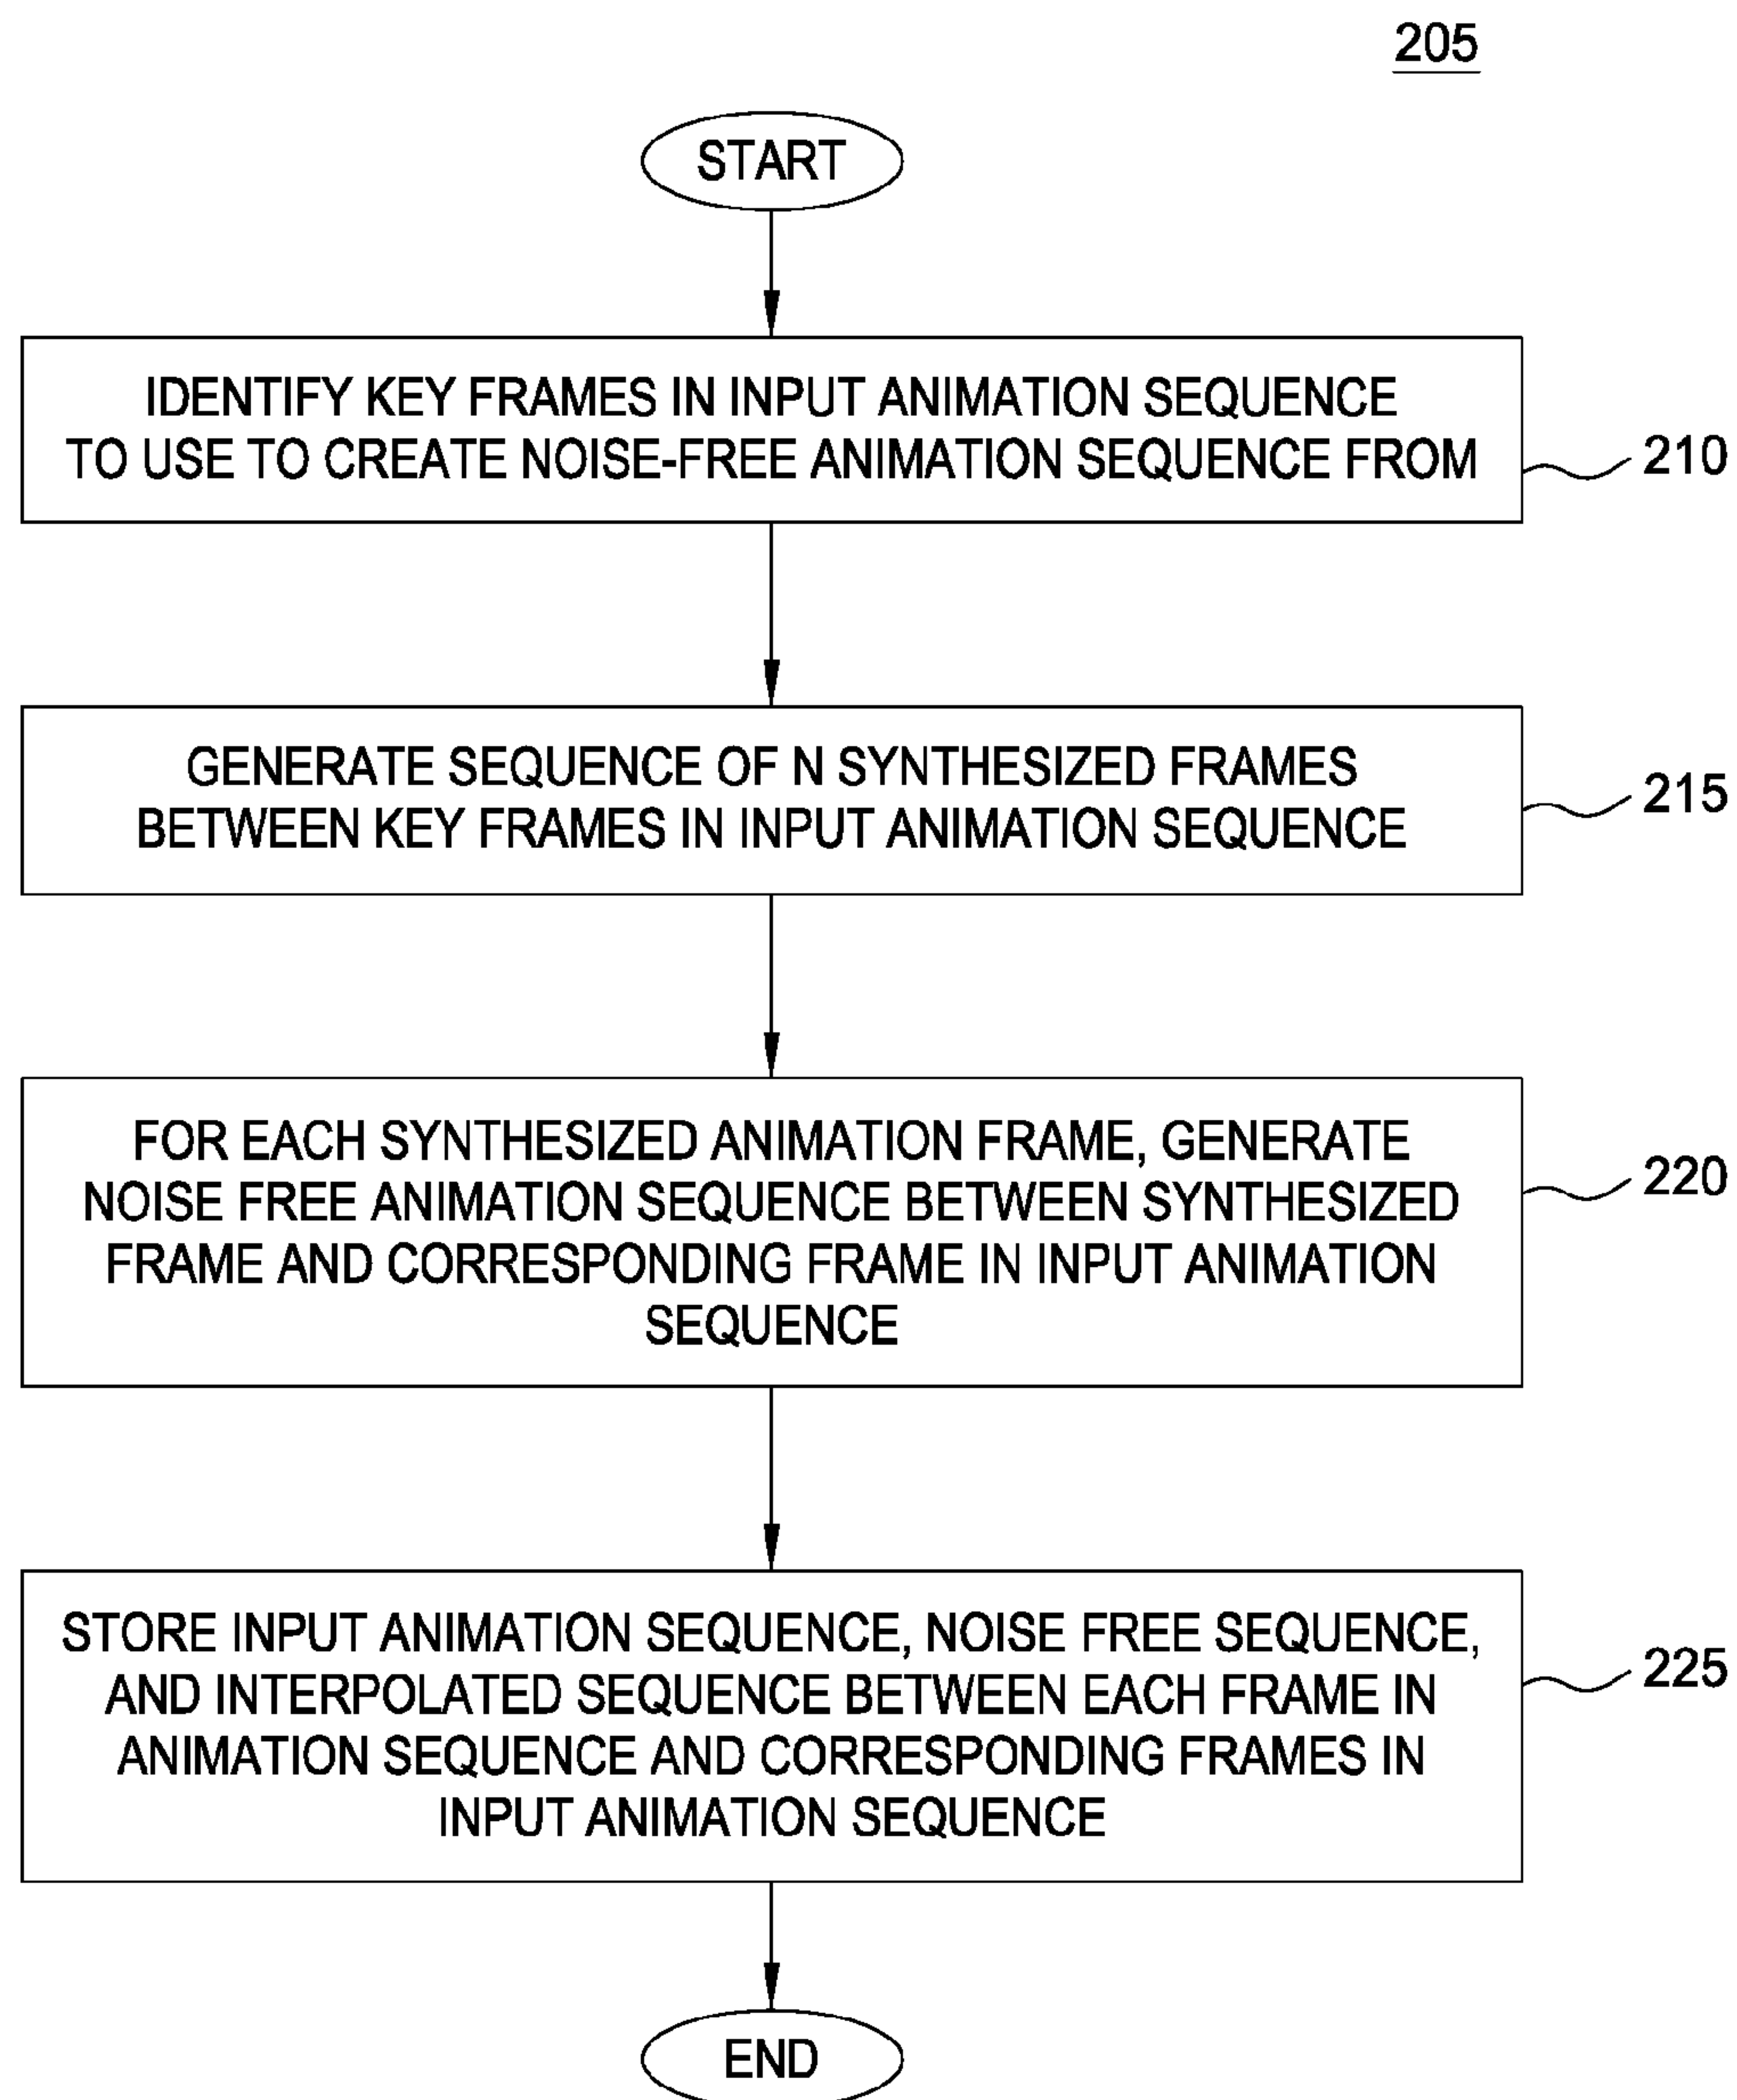 205
START
IDENTIFY KEY FRAMES IN INPUT ANIMATION SEQUENCE
TO USE TO CREATE NOISE-FREE ANIMATION SEQUENCE FROM
210
GENERATE SEQUENCE OF N SYNTHESIZED FRAMES
BETWEEN KEY FRAMES IN INPUT ANIMATION SEQUENCE
215
FOR EACH SYNTHESIZED ANIMATION FRAME, GENERATE
NOISE FREE ANIMATION SEQUENCE BETWEEN SYNTHESIZED
FRAME AND CORRESPONDING FRAME IN INPUT ANIMATION
SEQUENCE
220
STORE INPUT ANIMATION SEQUENCE, NOISE FREE SEQUENCE,
AND INTERPOLATED SEQUENCE BETWEEN EACH FRAME IN
ANIMATION SEQUENCE AND CORRESPONDING FRAMES IN
INPUT ANIMATION SEQUENCE
225
END